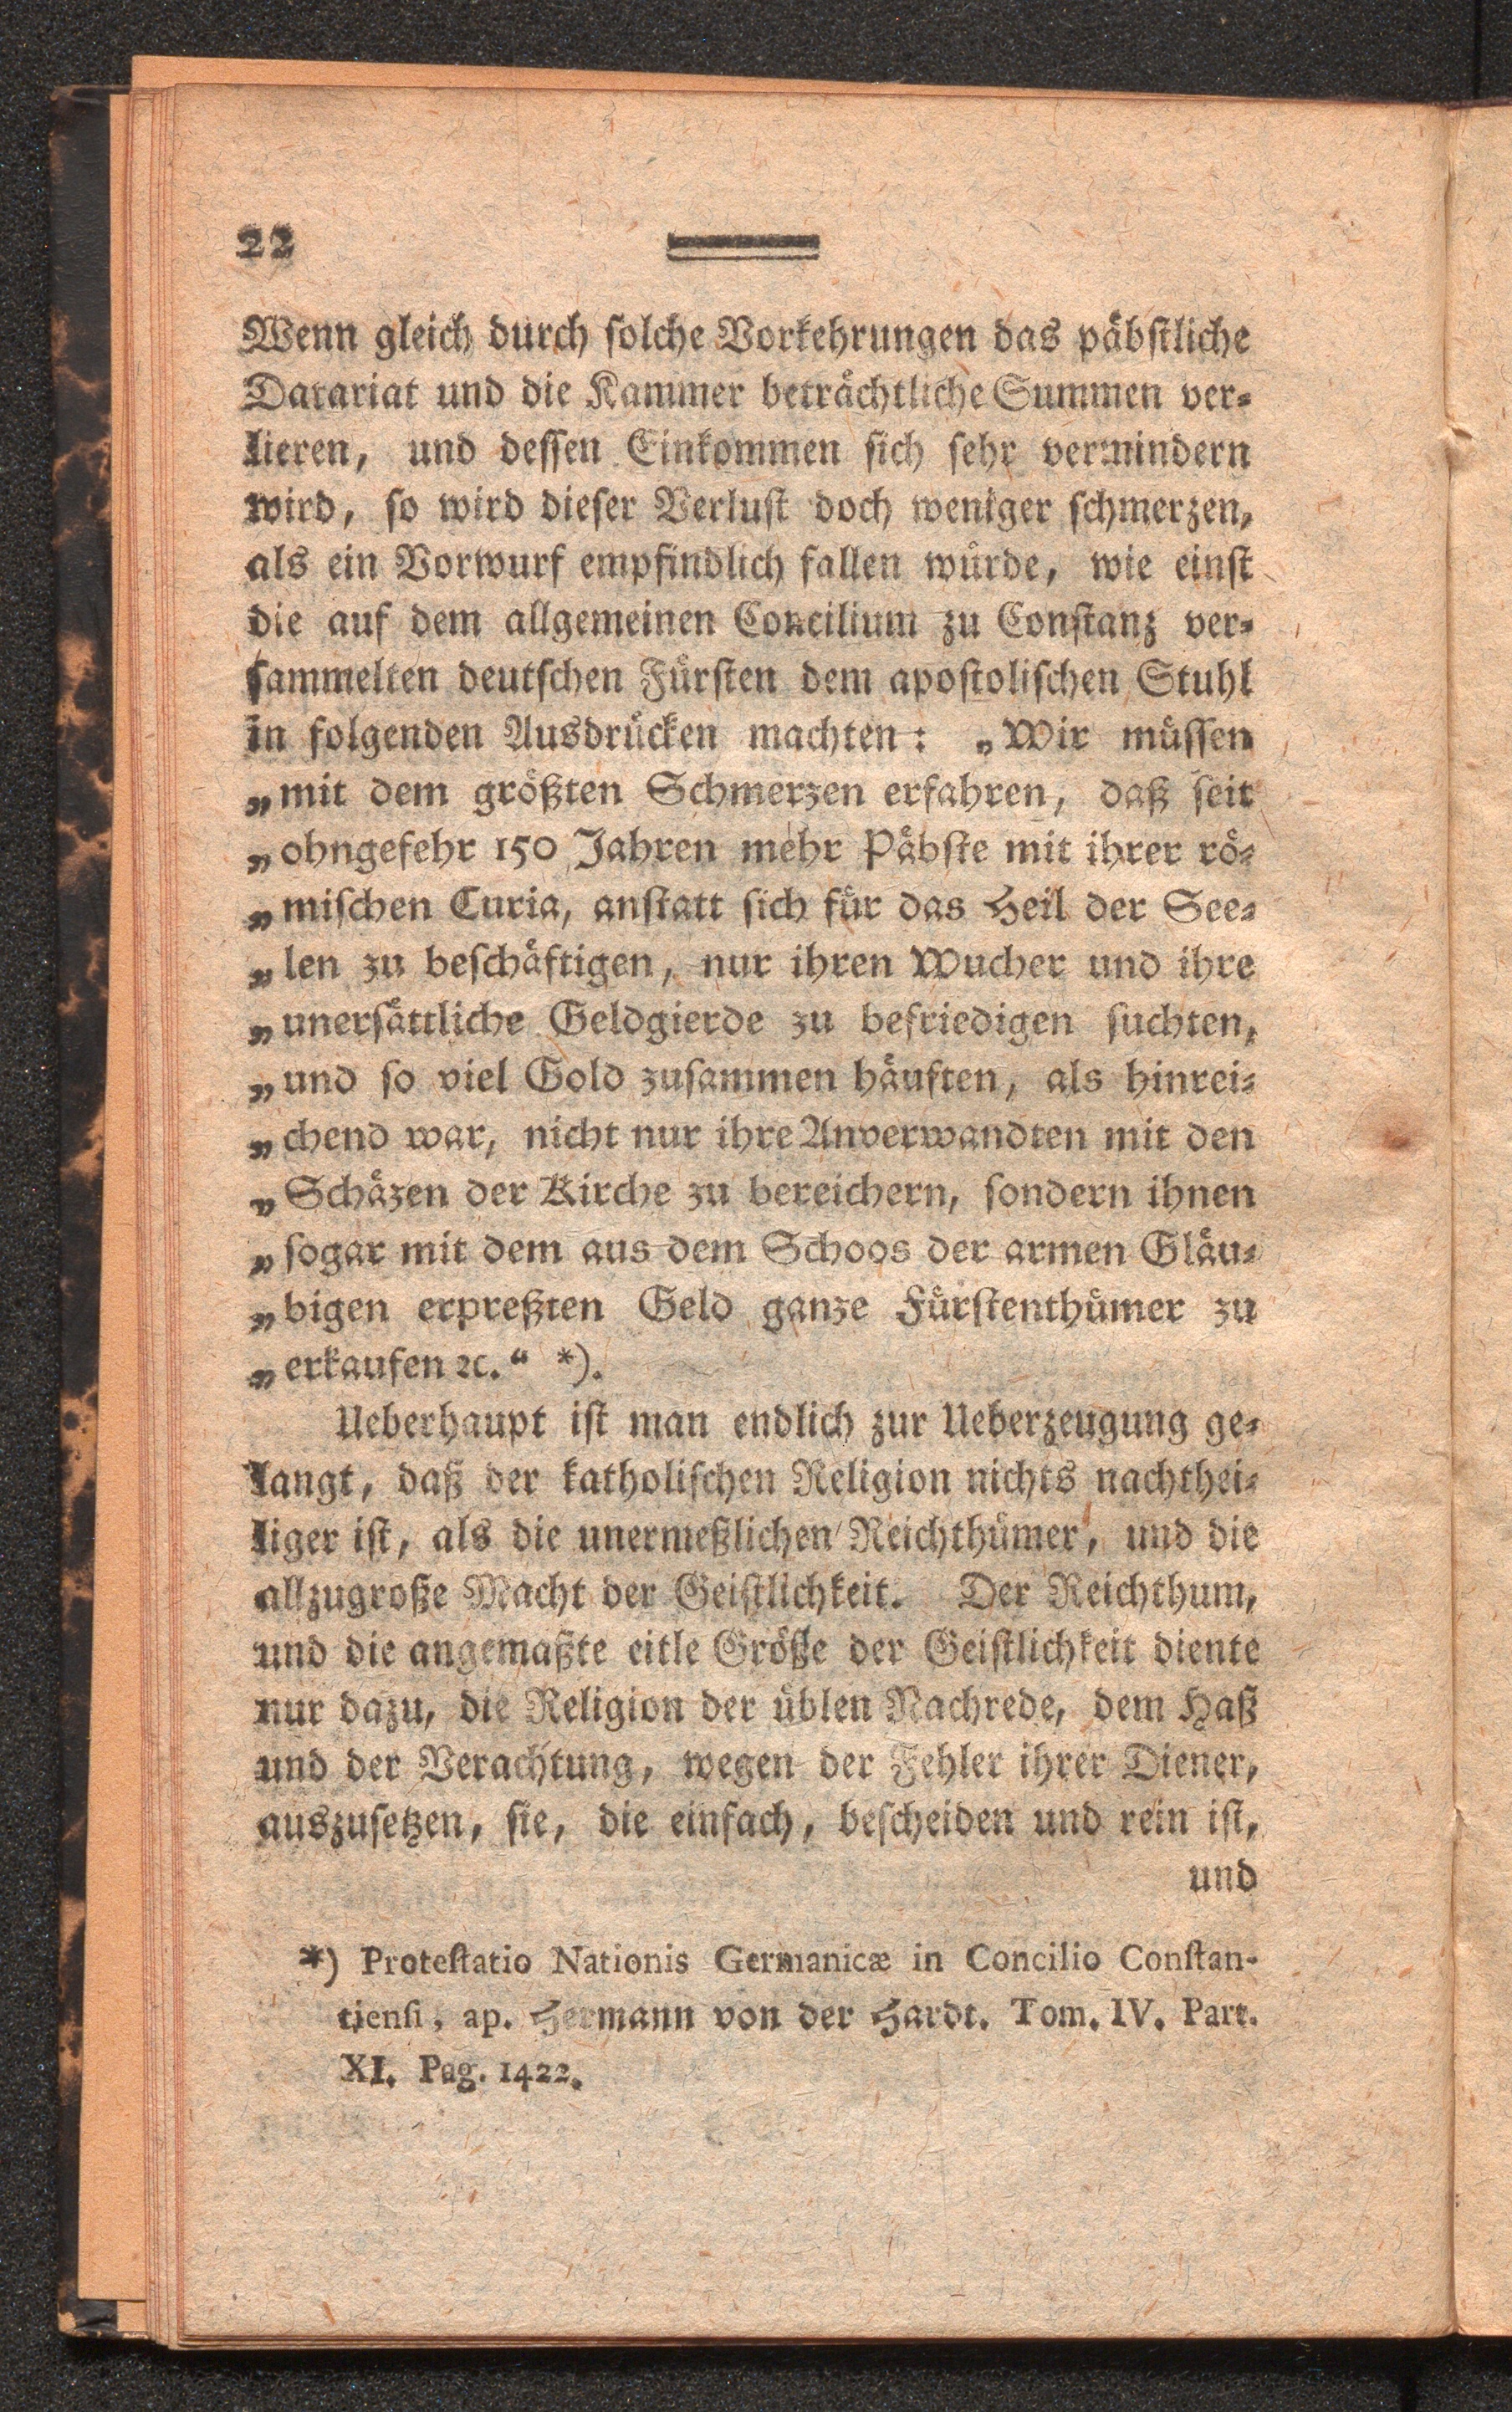 22
Wenn gleich durch solche Vorkehrungen das päbstliche
Datariat und die Kammer beträchtliche Summen ver-
lieren, und dessen Einkommen sich sehr vermindern
wird, so wird dieser Verlust doch weniger schmerzen,
als ein Vorwurf empfindlich fallen würde, wie einst
die auf dem allgemeinen Concilium zu Constanz ver-
sammelten deutschen Fürsten dem apostolischen Stuhl
in folgenden Ausdrücken machten: „Wir müssen
„mit dem größten Schmerzen erfahren, daß seit
„ohngefehr 150 Jahren mehr Päbste mit ihrer rö-
„mischen Curia, anstatt sich für das Heil der See-
„len zu beschäftigen, nur ihren Wucher und ihre
„unersättliche Geldgierde zu befriedigen suchten,
„und so viel Gold zusammen häuften, als hinrei-
„chend war, nicht nur ihre Anverwandten mit den
„Schäzen der Kirche zu bereichern, sondern ihnen
„sogar mit dem aus dem Schoos der armen Gläu-
„bigen erpreßten Geld ganze Fürstenthümer zu
„erkaufen ꝛc.“ *).
Ueberhaupt ist man endlich zur Ueberzeugung ge-
langt, daß der katholischen Religion nichts nachthei-
liger ist, als die unermeßlichen Reichthümer, und die
allzugroße Macht der Geistlichkeit. Der Reichthum,
und die angemaßte eitle Größe der Geistlichkeit diente
nur dazu, die Religion der üblen Nachrede, dem Haß
und der Verachtung, wegen der Fehler ihrer Diener,
auszusetzen, sie, die einfach, bescheiden und rein ist,
und
*) Protestatio Nationis Germanicæ in Concilio Constan-
tiensi, ap. Hermann von der Hardt. Tom. IV. Part.
XI. Pag. 1422.